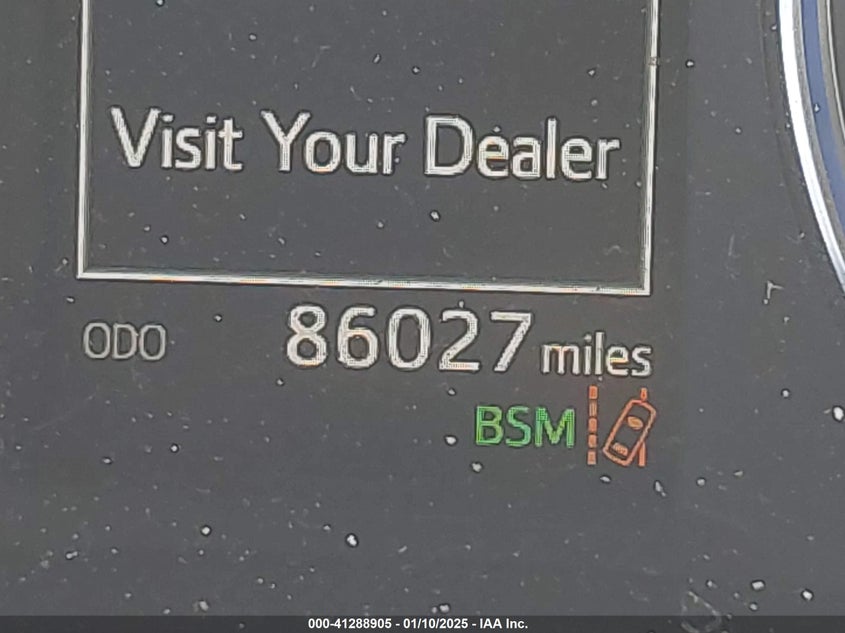 Visit Your Dealer
ODO 86027 miles
BSM
000-41288905 - 01/10/2025 - IAA Inc.